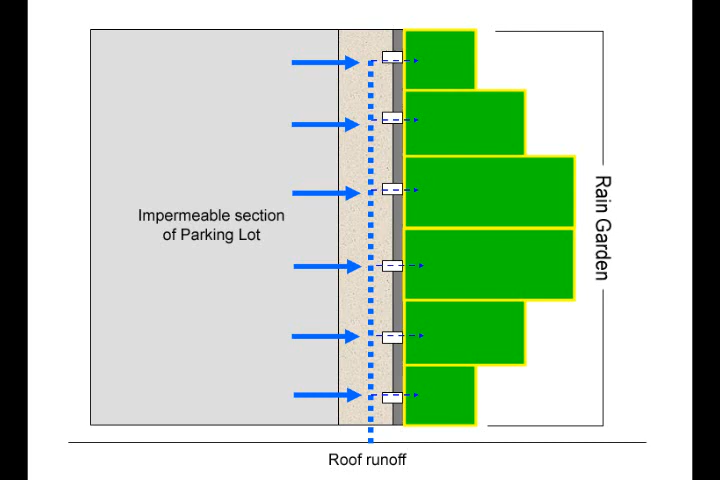 Impermeable section
of Parking Lot
Rain Garden
Roof runoff